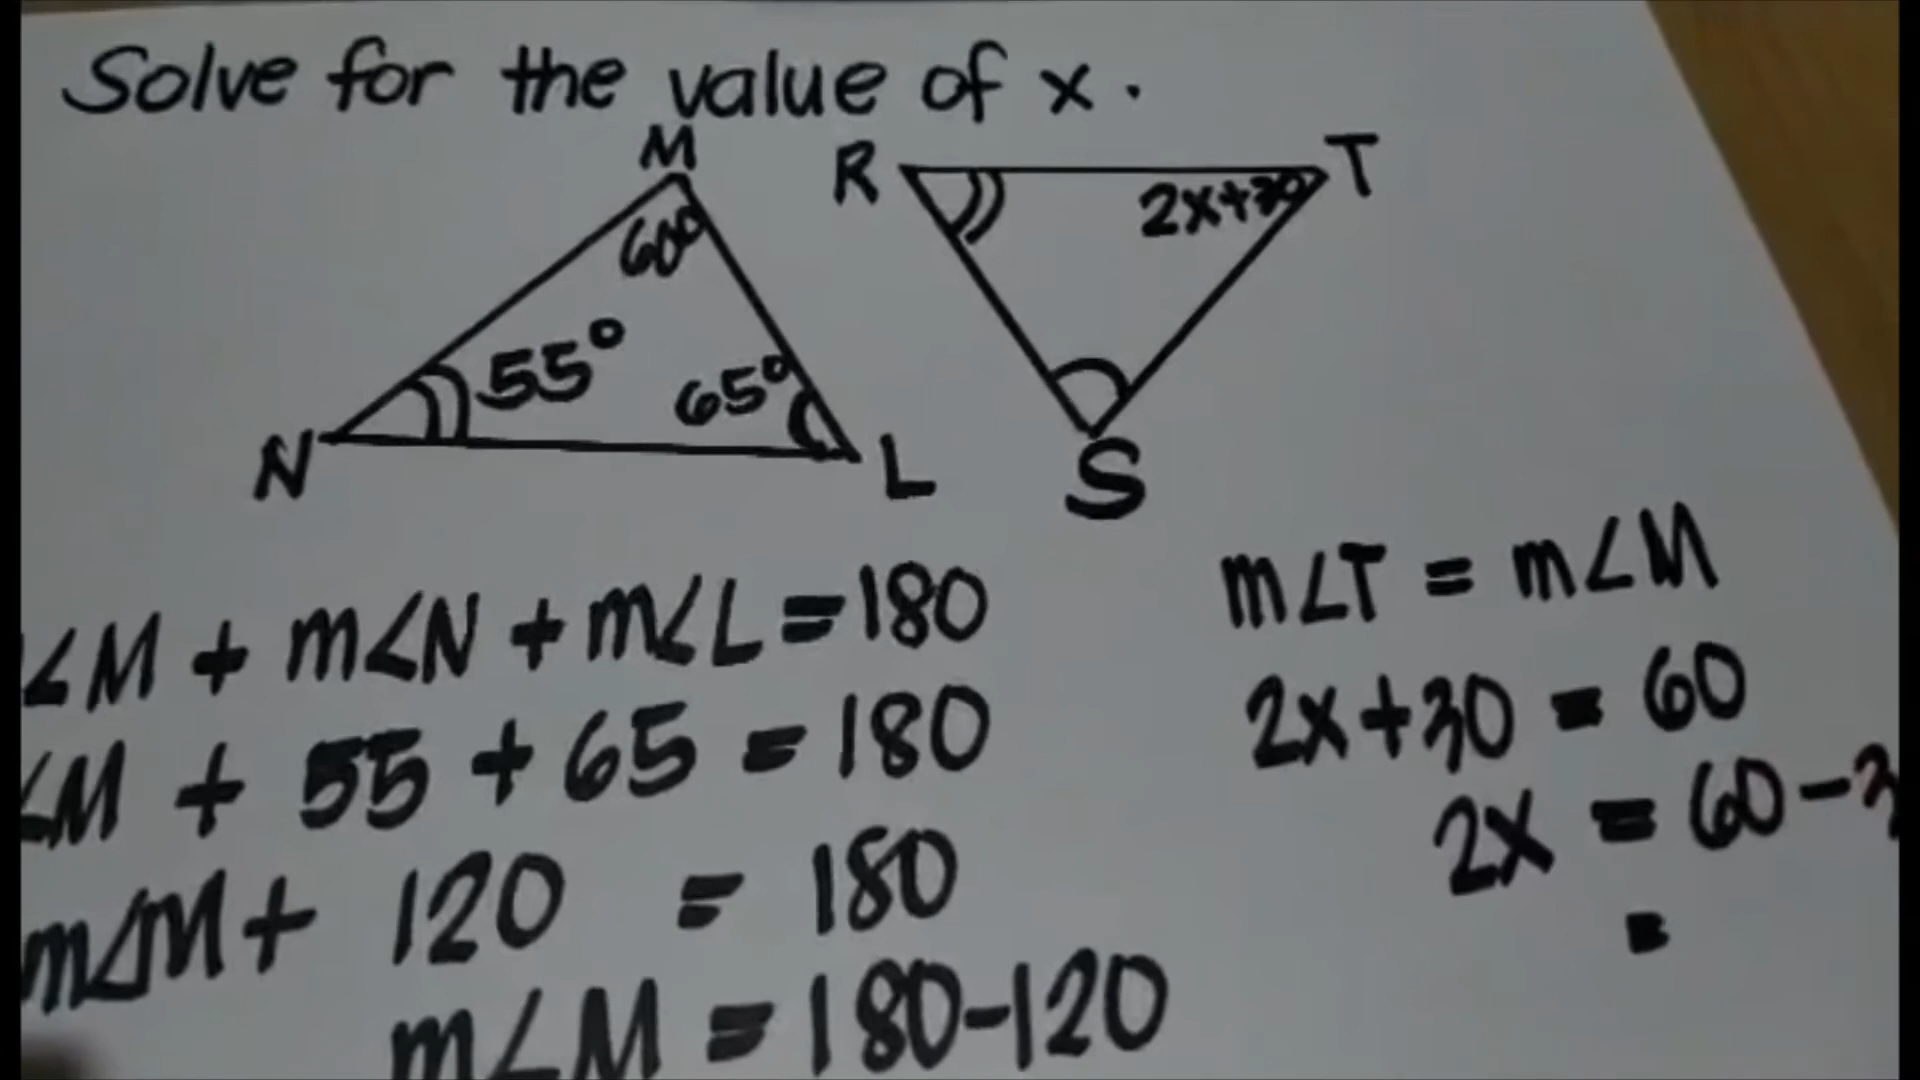 Solve for the value of x.
M
R
T
60°
2x+30
55°
65°
N
L
S
∠M + m∠N + m∠L = 180
∠M + 55 + 65 = 180
m∠M + 120 = 180
m∠M = 180-120
m∠T = m∠M
2x+30 = 60
2x = 60-3
=